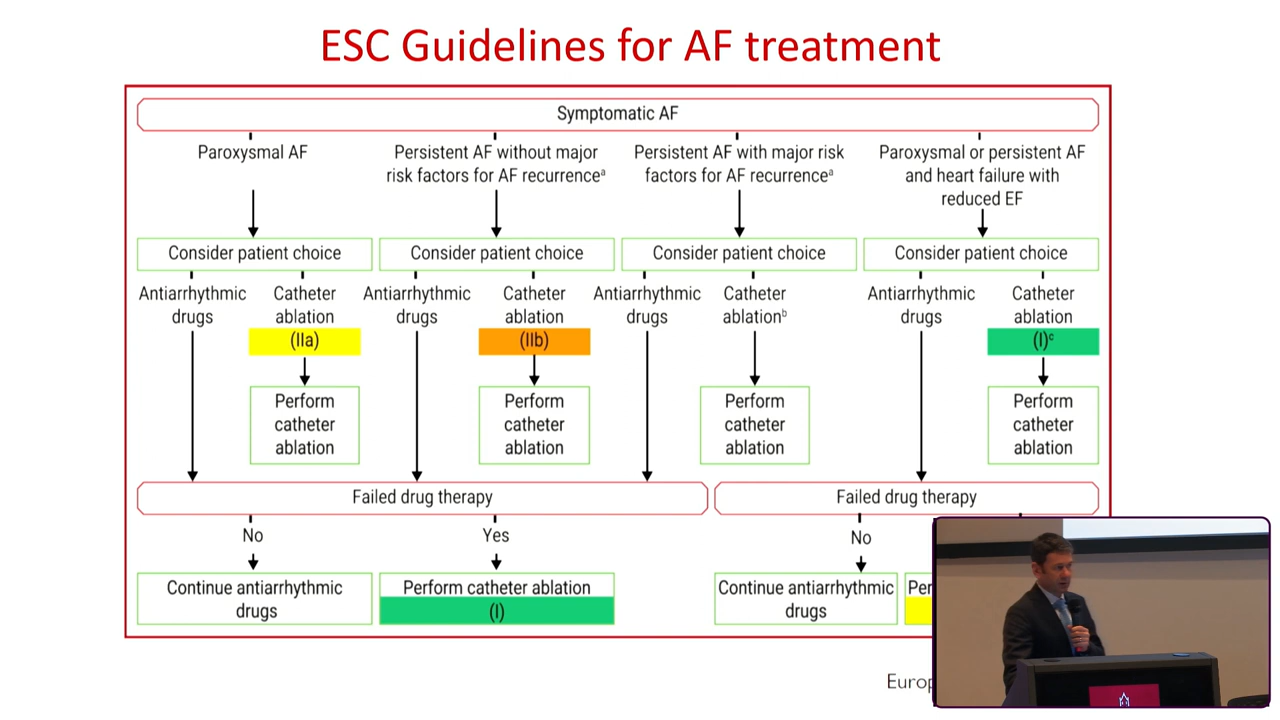 ESC Guidelines for AF treatment
Symptomatic AF
Paroxysmal AF
Persistent AF without major
risk factors for AF recurrenceᵃ
Persistent AF with major risk
factors for AF recurrenceᵃ
Paroxysmal or persistent AF
and heart failure with
reduced EF
Consider patient choice
Consider patient choice
Consider patient choice
Consider patient choice
Antiarrhythmic
drugs
Catheter
ablation
(IIa)
Antiarrhythmic
drugs
Catheter
ablation
(IIb)
Antiarrhythmic
drugs
Catheter
ablationᵇ
Antiarrhythmic
drugs
Catheter
ablation
(I)ᶜ
Perform
catheter
ablation
Perform
catheter
ablation
Perform
catheter
ablation
Perform
catheter
ablation
Failed drug therapy
Failed drug therapy
No
Yes
No
Continue antiarrhythmic
drugs
Perform catheter ablation
(I)
Continue antiarrhythmic
drugs